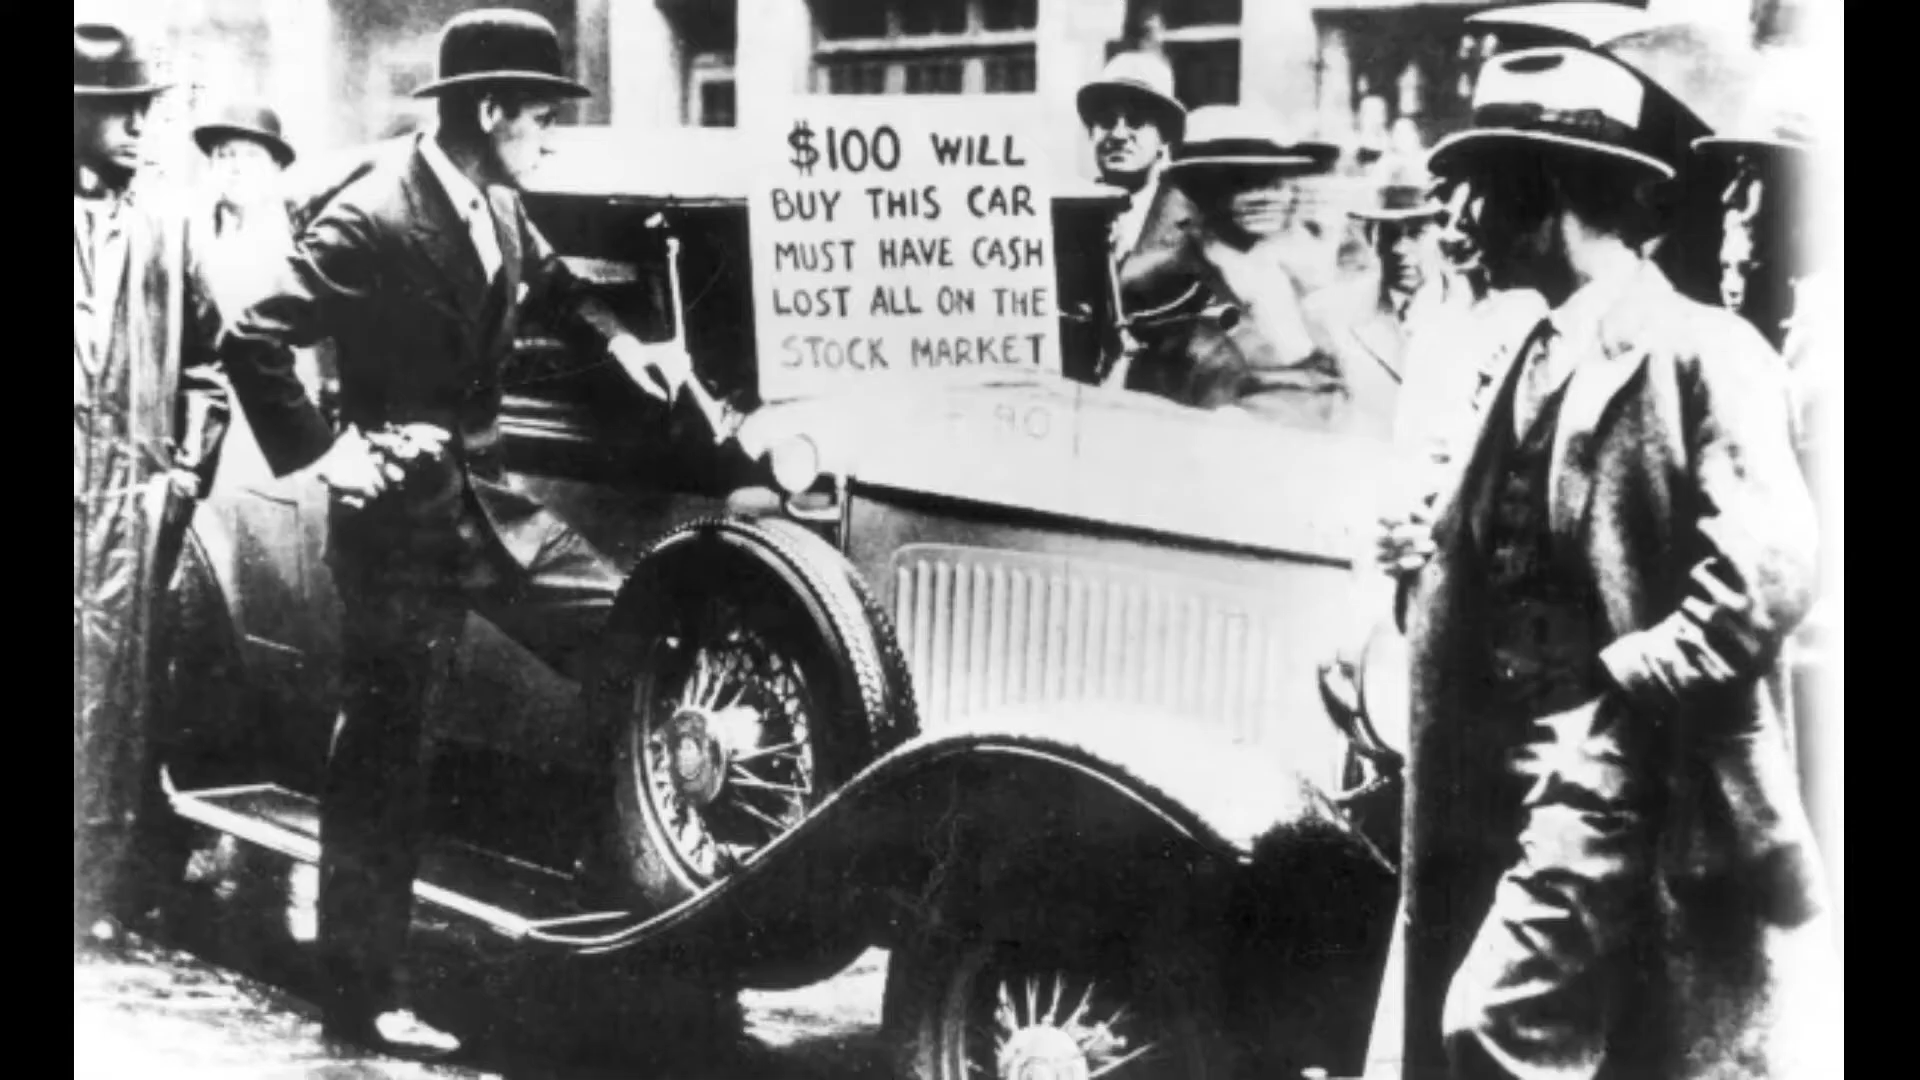 $100 WILL
BUY THIS CAR
MUST HAVE CASH
LOST ALL ON THE
STOCK MARKET